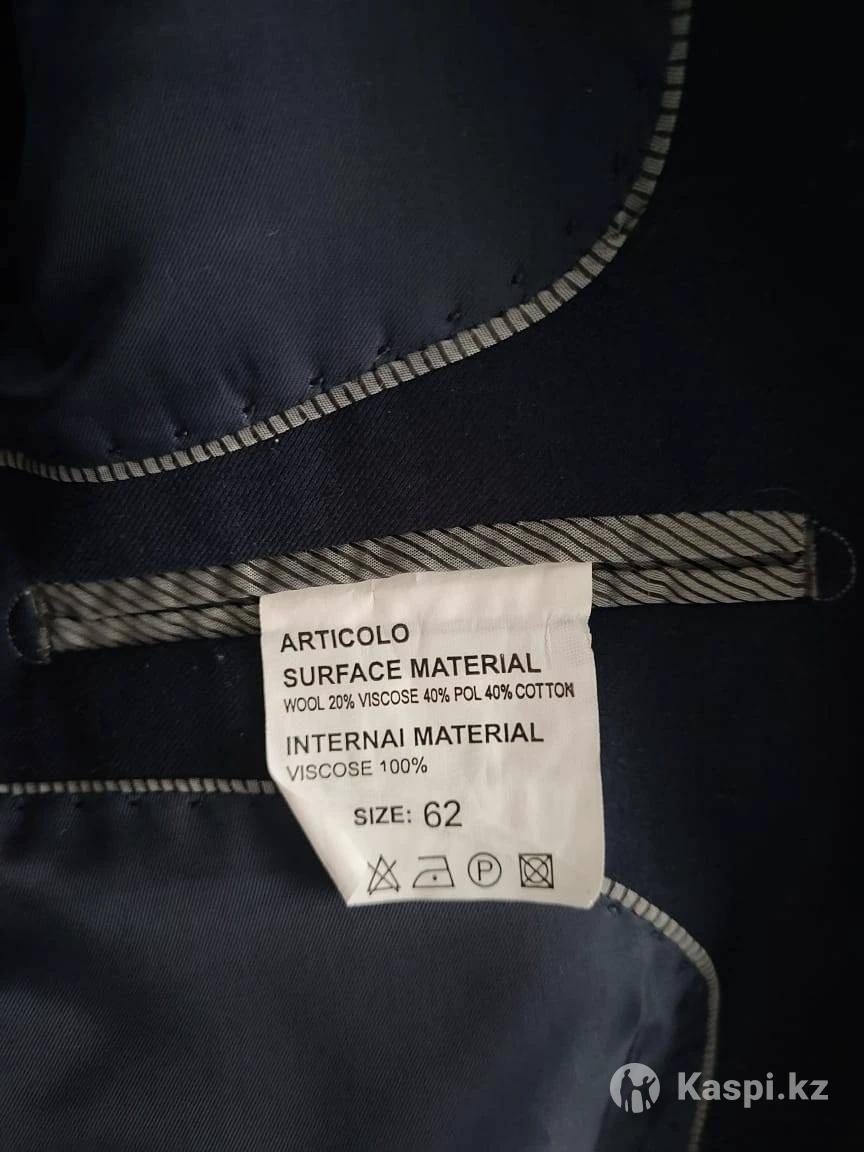 ARTICOLO
SURFACE MATERIAL
WOOL 20% VISCOSE 40% POL 40% COTTON
INTERNAI MATERIAL
VISCOSE 100%
SIZE: 62
P
Kaspi.kz